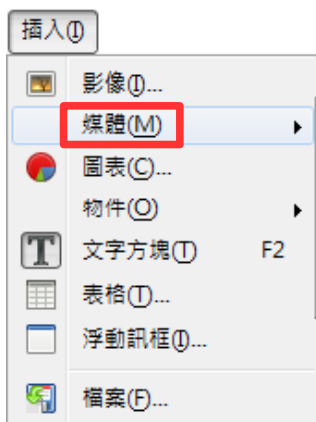 插入(I)
影像(I)...
媒體(M)
圖表(C)...
物件(O)
文字方塊(T) F2
表格(T)...
浮動訊框(I)...
檔案(F)...